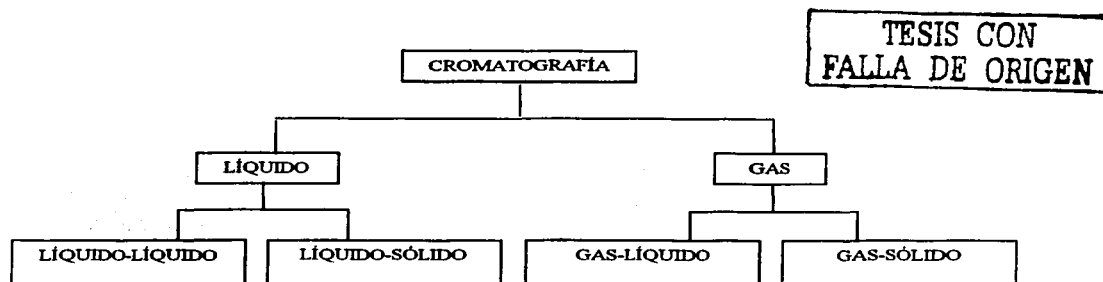 TESIS CON
FALLA DE ORIGEN
CROMATOGRAFÍA
LÍQUIDO
GAS
LÍQUIDO-LÍQUIDO
LÍQUIDO-SÓLIDO
GAS-LÍQUIDO
GAS-SÓLIDO